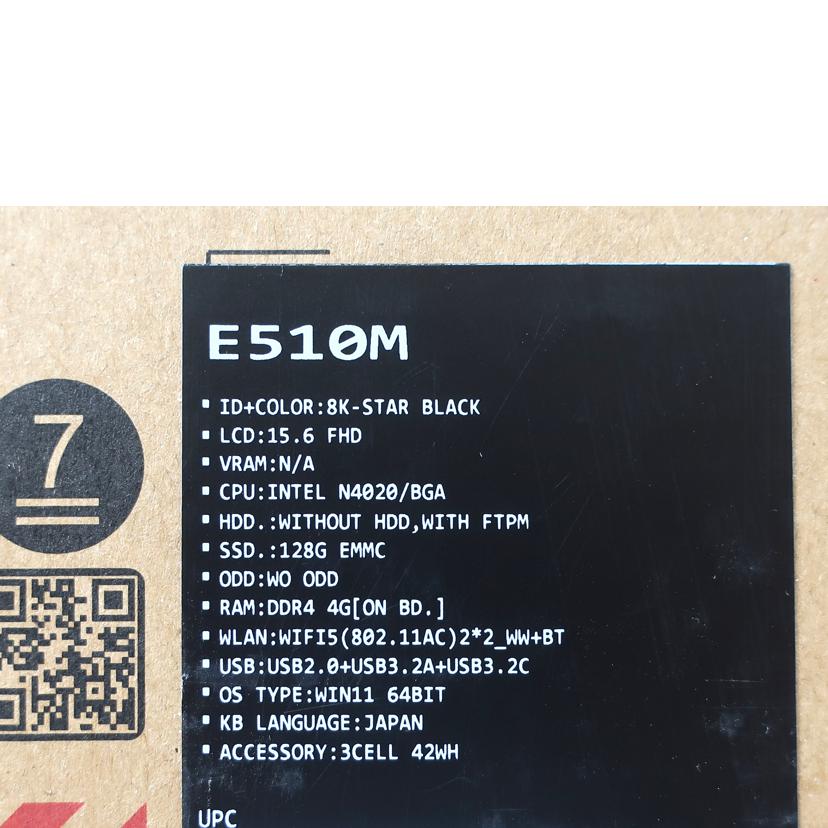 E510M
▪ ID+COLOR:8K-STAR BLACK
▪ LCD:15.6 FHD
▪ VRAM:N/A
▪ CPU:INTEL N4020/BGA
▪ HDD.:WITHOUT HDD,WITH FTPM
▪ SSD.:128G EMMC
▪ ODD:WO ODD
▪ RAM:DDR4 4G[ON BD.]
▪ WLAN:WIFI5(802.11AC)2*2_WW+BT
▪ USB:USB2.0+USB3.2A+USB3.2C
▪ OS TYPE:WIN11 64BIT
▪ KB LANGUAGE:JAPAN
▪ ACCESSORY:3CELL 42WH
UPC
7